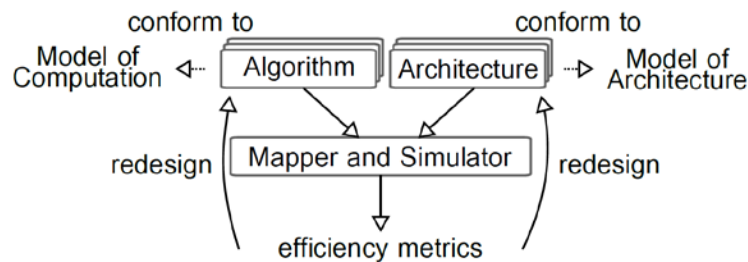 conform to
conform to
Model of
Computation
Algorithm
Architecture
Model of
Architecture
redesign
Mapper and Simulator
redesign
efficiency metrics